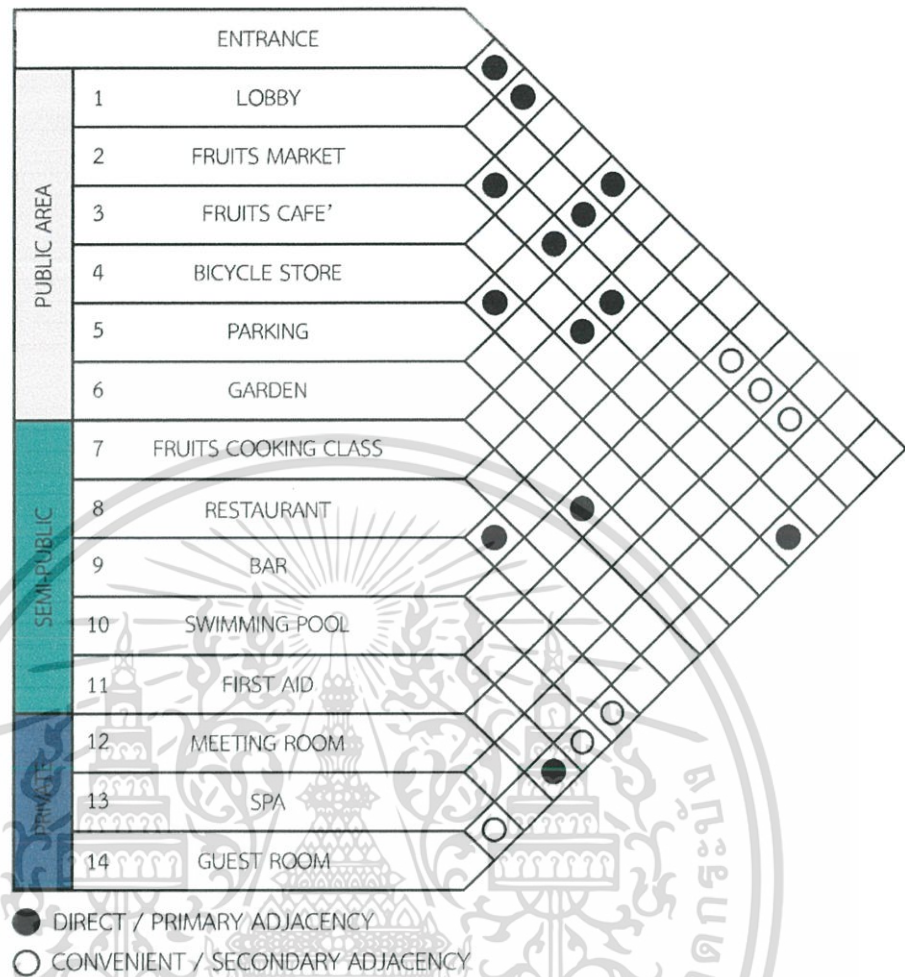 ENTRANCE
PUBLIC AREA
1 LOBBY
2 FRUITS MARKET
3 FRUITS CAFE'
4 BICYCLE STORE
5 PARKING
6 GARDEN
SEMI-PUBLIC
7 FRUITS COOKING CLASS
8 RESTAURANT
9 BAR
10 SWIMMING POOL
11 FIRST AID
PRIVATE
12 MEETING ROOM
13 SPA
14 GUEST ROOM
DIRECT / PRIMARY ADJACENCY
CONVENIENT / SECONDARY ADJACENCY